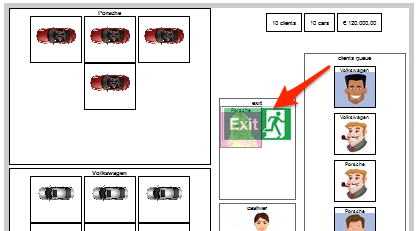 Porsche
10 clients
10 cars
€ 120.000,00
clients queue
Volkswagen
exit
Porsche
Exit
Volkswagen
Porsche
Volkswagen
cashier
Porsche